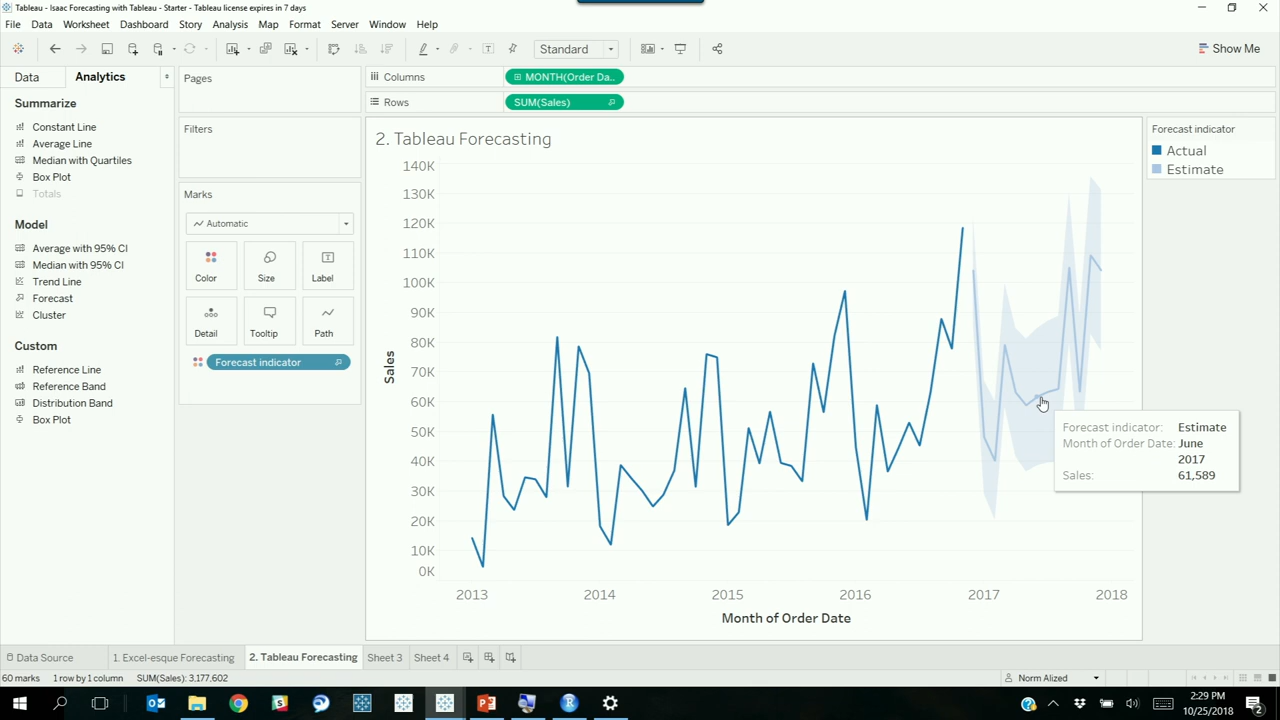 Tableau - Isaac Forecasting with Tableau - Starter - Tableau license expires in 7 days
File Data Worksheet Dashboard Story Analysis Map Format Server Window Help
Standard
Show Me
Data Analytics
Summarize
Constant Line
Average Line
Median with Quartiles
Box Plot
Totals
Model
Average with 95% CI
Median with 95% CI
Trend Line
Forecast
Cluster
Custom
Reference Line
Reference Band
Distribution Band
Box Plot
Pages
Filters
Marks
Automatic
Color Size Label
Detail Tooltip Path
Forecast indicator
Columns MONTH(Order Da..
Rows SUM(Sales)
2. Tableau Forecasting
140K
130K
120K
110K
100K
90K
80K
70K
60K
50K
40K
30K
20K
10K
0K
Sales
2013 2014 2015 2016 2017 2018
Month of Order Date
Forecast indicator: Estimate
Month of Order Date: June
2017
Sales: 61,589
Forecast indicator
Actual
Estimate
Data Source 1. Excel-esque Forecasting 2. Tableau Forecasting Sheet 3 Sheet 4
60 marks 1 row by 1 column SUM(Sales): 3,177,602
Norm Alized
2:29 PM
10/25/2018
2